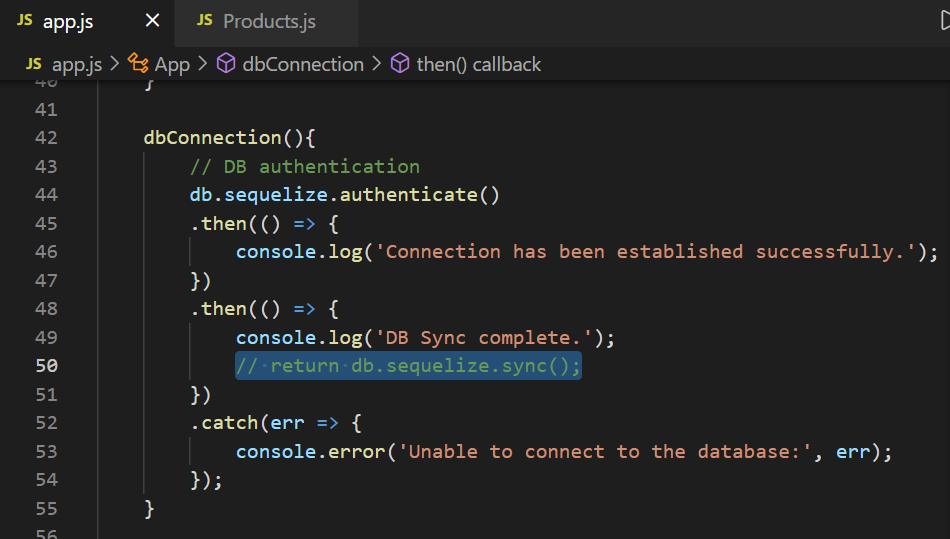 JS app.js × JS Products.js
JS app.js > App > dbConnection > then() callback
40 }
41
42 dbConnection(){
43 // DB authentication
44 db.sequelize.authenticate()
45 .then(() => {
46 console.log('Connection has been established successfully.');
47 })
48 .then(() => {
49 console.log('DB Sync complete.');
50 // return db.sequelize.sync();
51 })
52 .catch(err => {
53 console.error('Unable to connect to the database:', err);
54 });
55 }
56